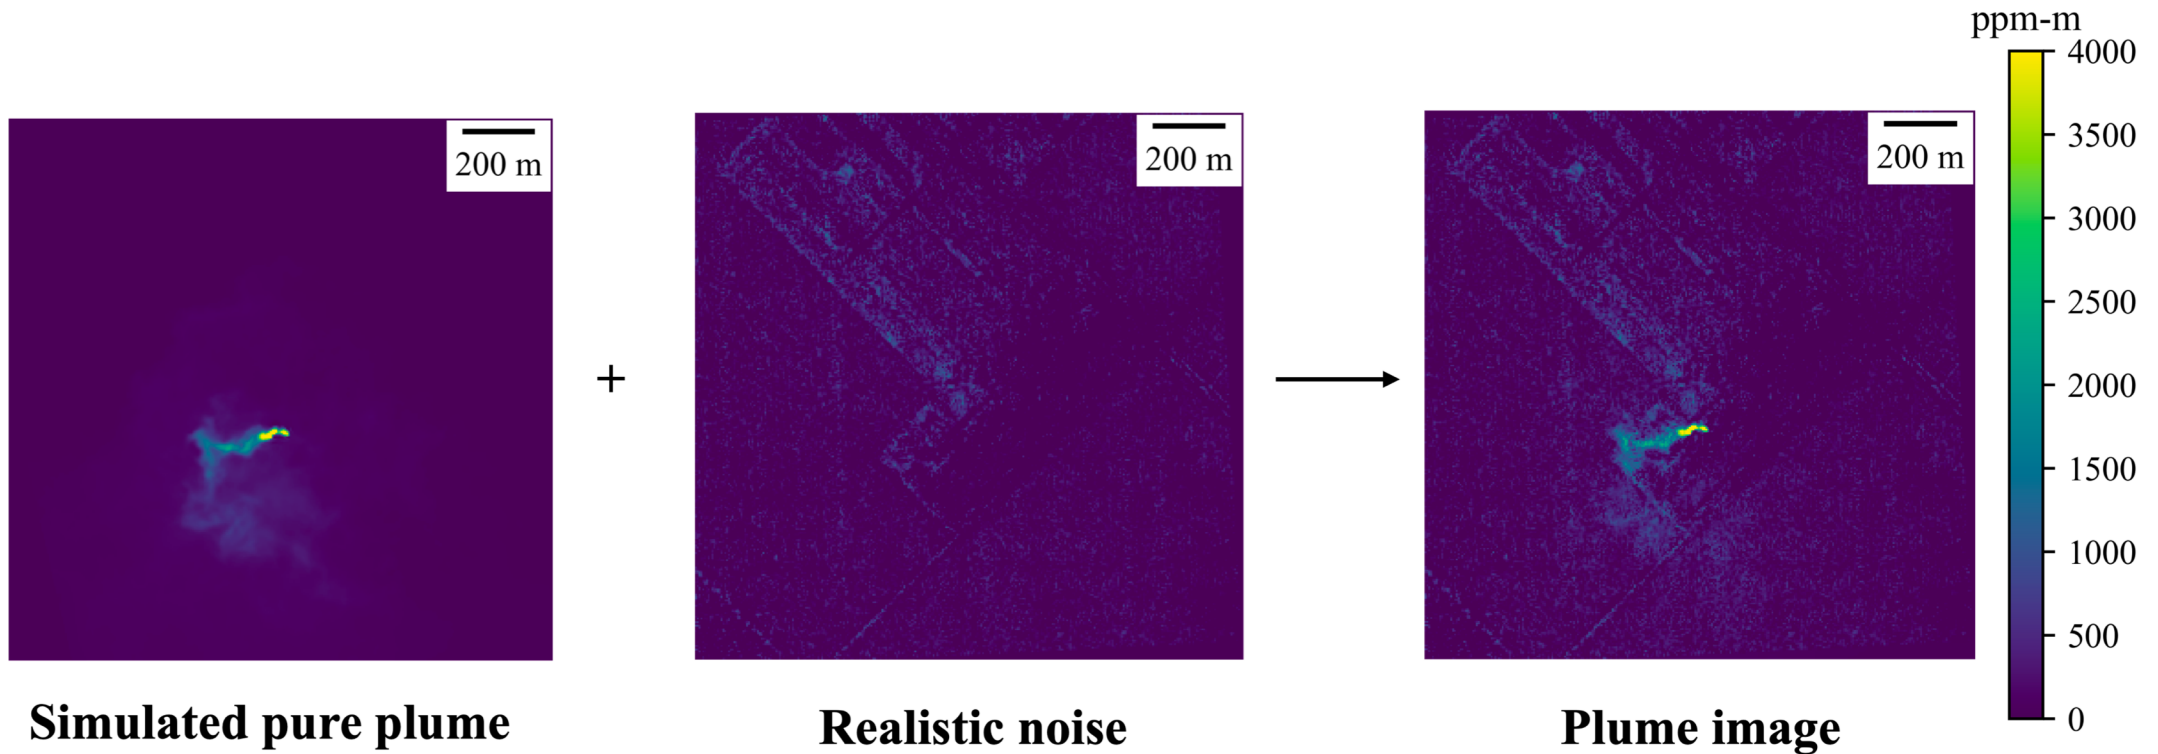 ppm-m
200 m
200 m
200 m
4000
3500
3000
2500
2000
1500
1000
500
0
+
Simulated pure plume
Realistic noise
Plume image